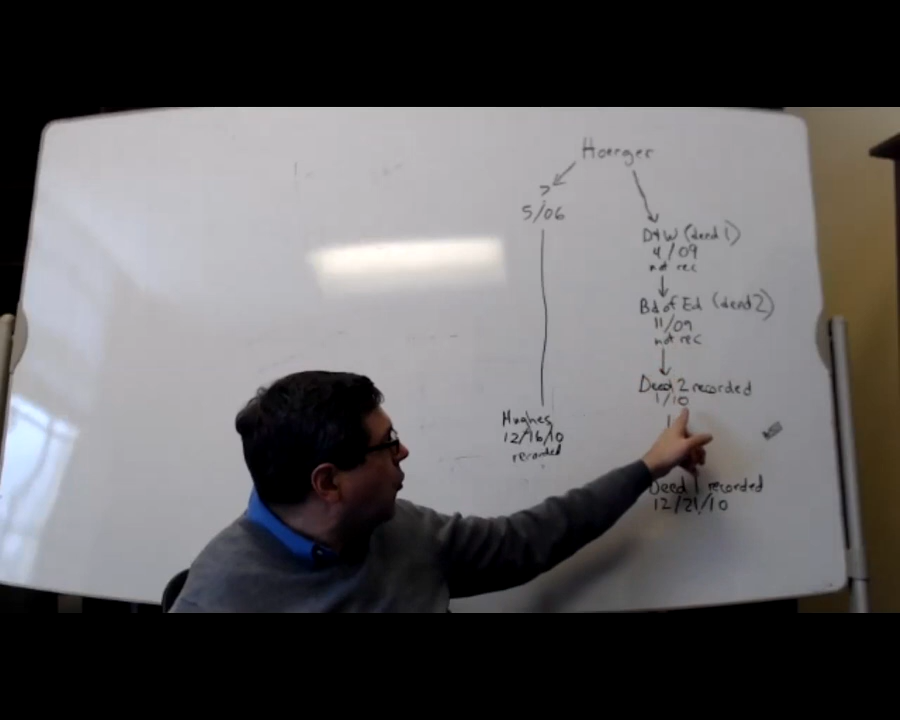 Hoerger
?
5/06
D+W (deed 1)
4/09
not rec
Bd of Ed (deed 2)
11/09
not rec
Deed 2 recorded
1/10
Hughes
12/16/10
recorded
Deed 1 recorded
12/21/10